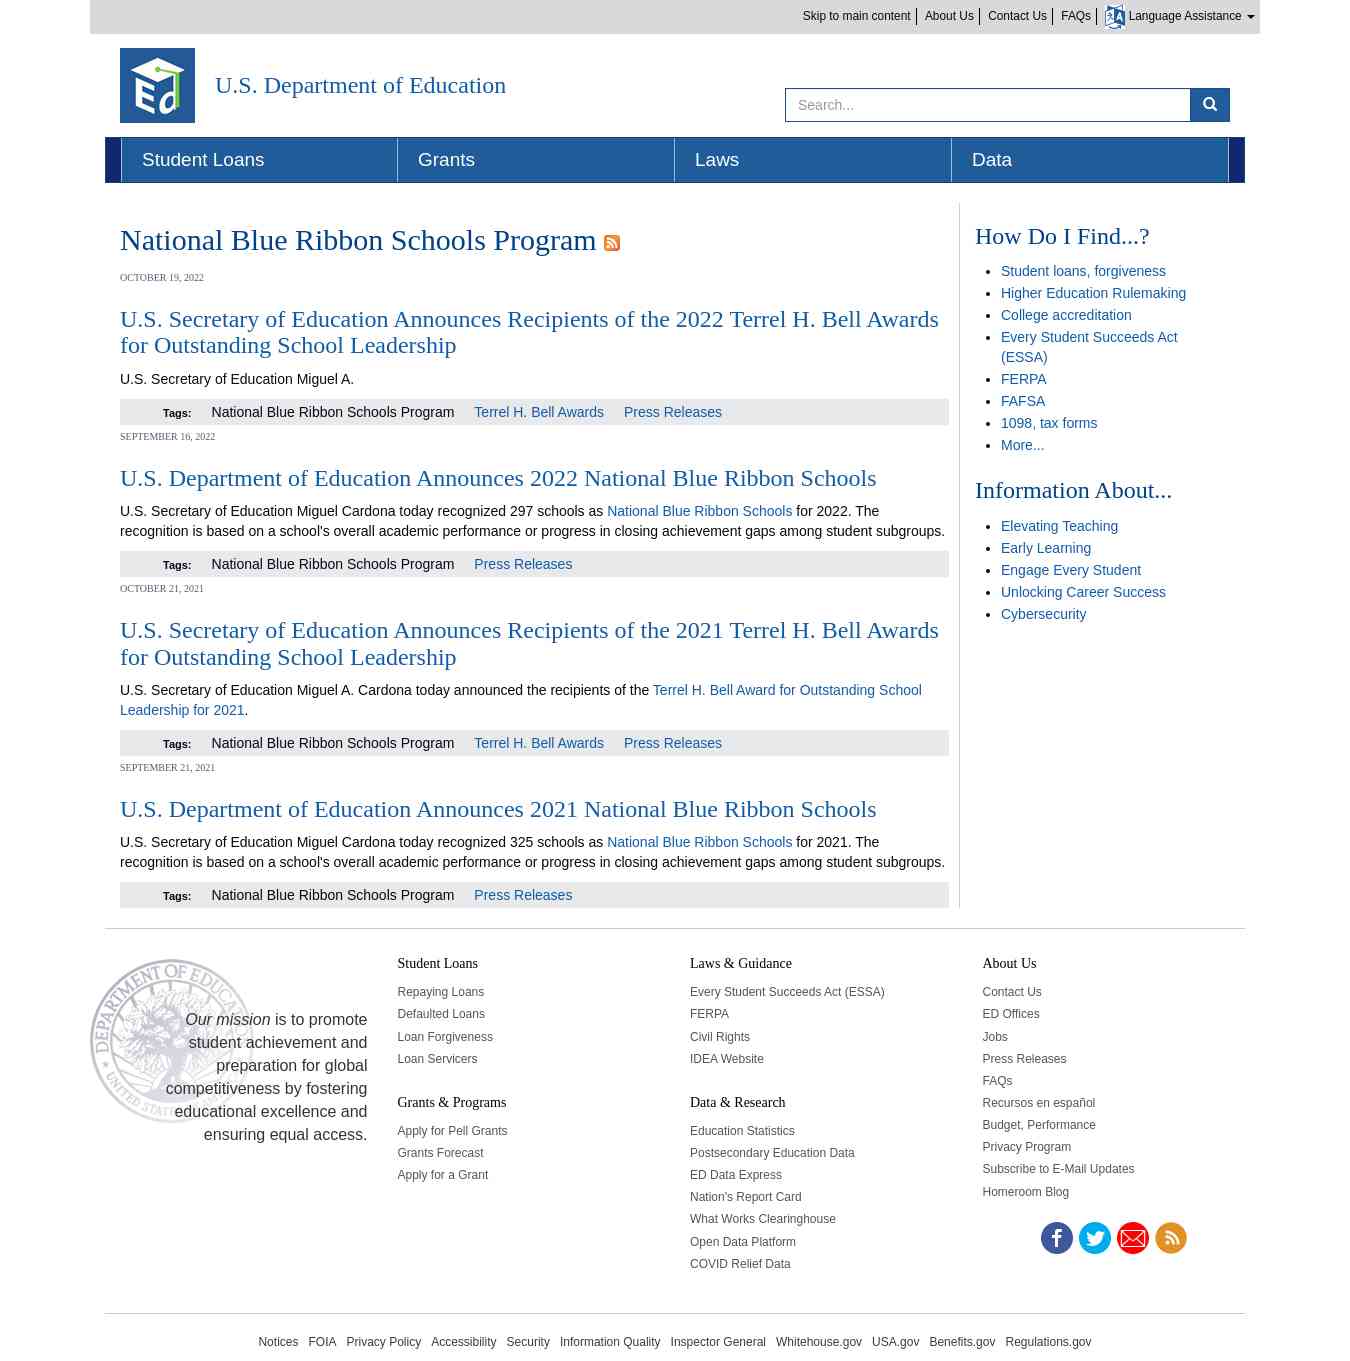 Skip to main content
About Us
Contact Us
FAQs
Language Assistance
Ed
U.S. Department of Education
Search...
Student Loans
Grants
Laws
Data
National Blue Ribbon Schools Program
OCTOBER 19, 2022
U.S. Secretary of Education Announces Recipients of the 2022 Terrel H. Bell Awards
for Outstanding School Leadership
U.S. Secretary of Education Miguel A.
Tags: National Blue Ribbon Schools Program Terrel H. Bell Awards Press Releases
SEPTEMBER 16, 2022
U.S. Department of Education Announces 2022 National Blue Ribbon Schools
U.S. Secretary of Education Miguel Cardona today recognized 297 schools as National Blue Ribbon Schools for 2022. The
recognition is based on a school's overall academic performance or progress in closing achievement gaps among student subgroups.
Tags: National Blue Ribbon Schools Program Press Releases
OCTOBER 21, 2021
U.S. Secretary of Education Announces Recipients of the 2021 Terrel H. Bell Awards
for Outstanding School Leadership
U.S. Secretary of Education Miguel A. Cardona today announced the recipients of the Terrel H. Bell Award for Outstanding School
Leadership for 2021.
Tags: National Blue Ribbon Schools Program Terrel H. Bell Awards Press Releases
SEPTEMBER 21, 2021
U.S. Department of Education Announces 2021 National Blue Ribbon Schools
U.S. Secretary of Education Miguel Cardona today recognized 325 schools as National Blue Ribbon Schools for 2021. The
recognition is based on a school's overall academic performance or progress in closing achievement gaps among student subgroups.
Tags: National Blue Ribbon Schools Program Press Releases
How Do I Find...?
Student loans, forgiveness
Higher Education Rulemaking
College accreditation
Every Student Succeeds Act
(ESSA)
FERPA
FAFSA
1098, tax forms
More...
Information About...
Elevating Teaching
Early Learning
Engage Every Student
Unlocking Career Success
Cybersecurity
DEPARTMENT OF EDUCATION
UNITED STATES
Our mission is to promote
student achievement and
preparation for global
competitiveness by fostering
educational excellence and
ensuring equal access.
Student Loans
Repaying Loans
Defaulted Loans
Loan Forgiveness
Loan Servicers
Grants & Programs
Apply for Pell Grants
Grants Forecast
Apply for a Grant
Laws & Guidance
Every Student Succeeds Act (ESSA)
FERPA
Civil Rights
IDEA Website
Data & Research
Education Statistics
Postsecondary Education Data
ED Data Express
Nation's Report Card
What Works Clearinghouse
Open Data Platform
COVID Relief Data
About Us
Contact Us
ED Offices
Jobs
Press Releases
FAQs
Recursos en español
Budget, Performance
Privacy Program
Subscribe to E-Mail Updates
Homeroom Blog
Notices FOIA Privacy Policy Accessibility Security Information Quality Inspector General Whitehouse.gov USA.gov Benefits.gov Regulations.gov